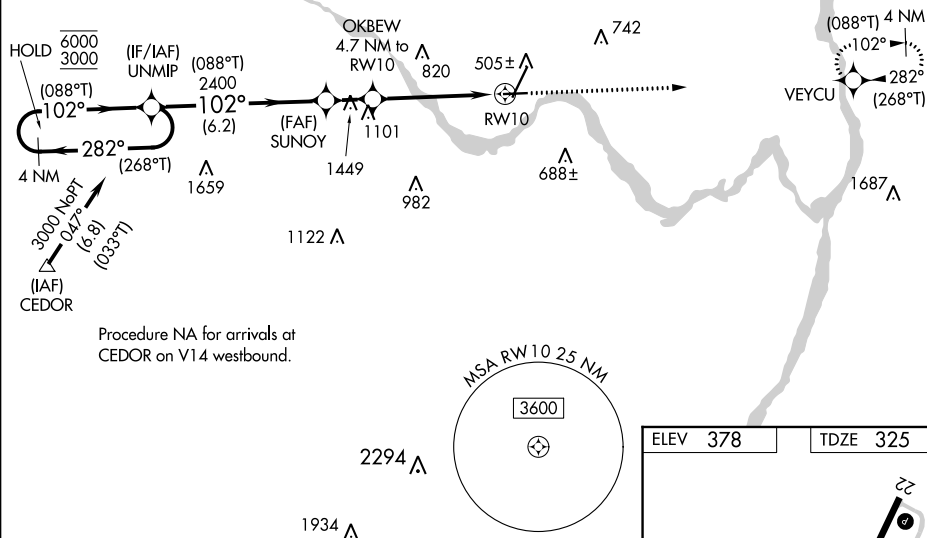 HOLD
6000
3000
(IF/IAF)
UNMIP
OKBEW
4.7 NM to
RW10
820
505±
742
(088°T)
4 NM
102°
282°
(268°T)
VEYCU
(088°T)
102°
(088°T)
2400
102°
(6.2)
(FAF)
SUNOY
1449
1101
RW10
282°
(268°T)
4 NM
1659
982
688±
1687
3000 NoPT
047°
(6.8)
(033°T)
(IAF)
CEDOR
1122
Procedure NA for arrivals at
CEDOR on V14 westbound.
MSA RW10 25 NM
3600
2294
1934
ELEV 378
TDZE 325
22
P